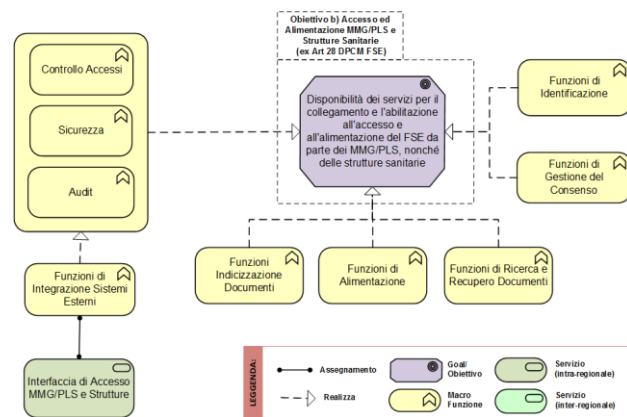 Obiettivo b) Accesso ed
Alimentazione MMG/PLS e
Strutture Sanitarie
(ex Art 28 DPCM FSE)
Controllo Accessi
Sicurezza
Audit
Disponibilità dei servizi per il
collegamento e l'abilitazione
all'accesso e
all'alimentazione del FSE da
parte dei MMG/PLS, nonché
delle strutture sanitarie
Funzioni di
Identificazione
Funzioni di
Gestione del
Consenso
Funzioni di
Integrazione Sistemi
Esterni
Funzioni
Indicizzazione
Documenti
Funzioni di
Alimentazione
Funzioni di Ricerca e
Recupero Documenti
Interfaccia di Accesso
MMG/PLS e Strutture
LEGGENDA:
Assegnamento
Realizza
Goal/
Obiettivo
Macro
Funzione
Servizio
(intra-regionale)
Servizio
(inter-regionale)